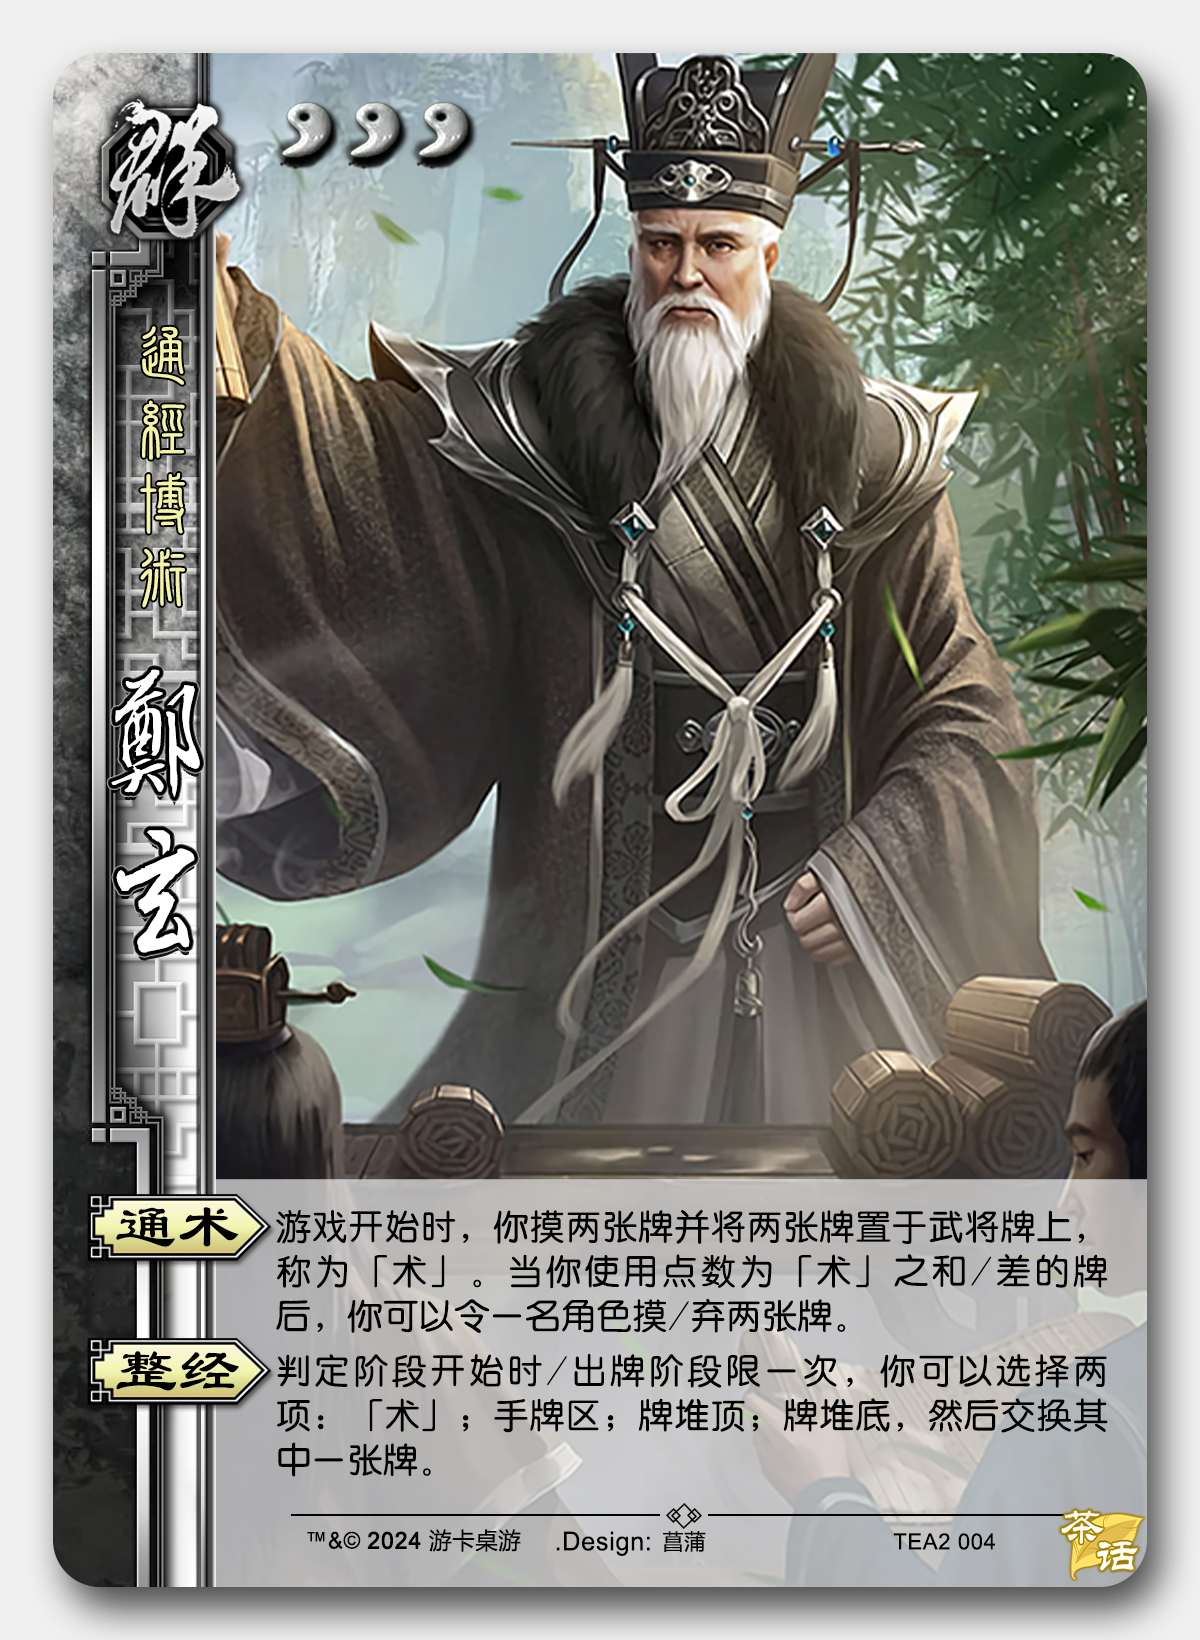 群
通經博術
鄭玄
通术
游戏开始时，你摸两张牌并将两张牌置于武将牌上，
称为「术」。当你使用点数为「术」之和/差的牌
后，你可以令一名角色摸/弃两张牌。
整经
判定阶段开始时/出牌阶段限一次，你可以选择两
项：「术」；手牌区；牌堆顶；牌堆底，然后交换其
中一张牌。
™&© 2024 游卡桌游 .Design: 菖蒲 TEA2 004
茶话